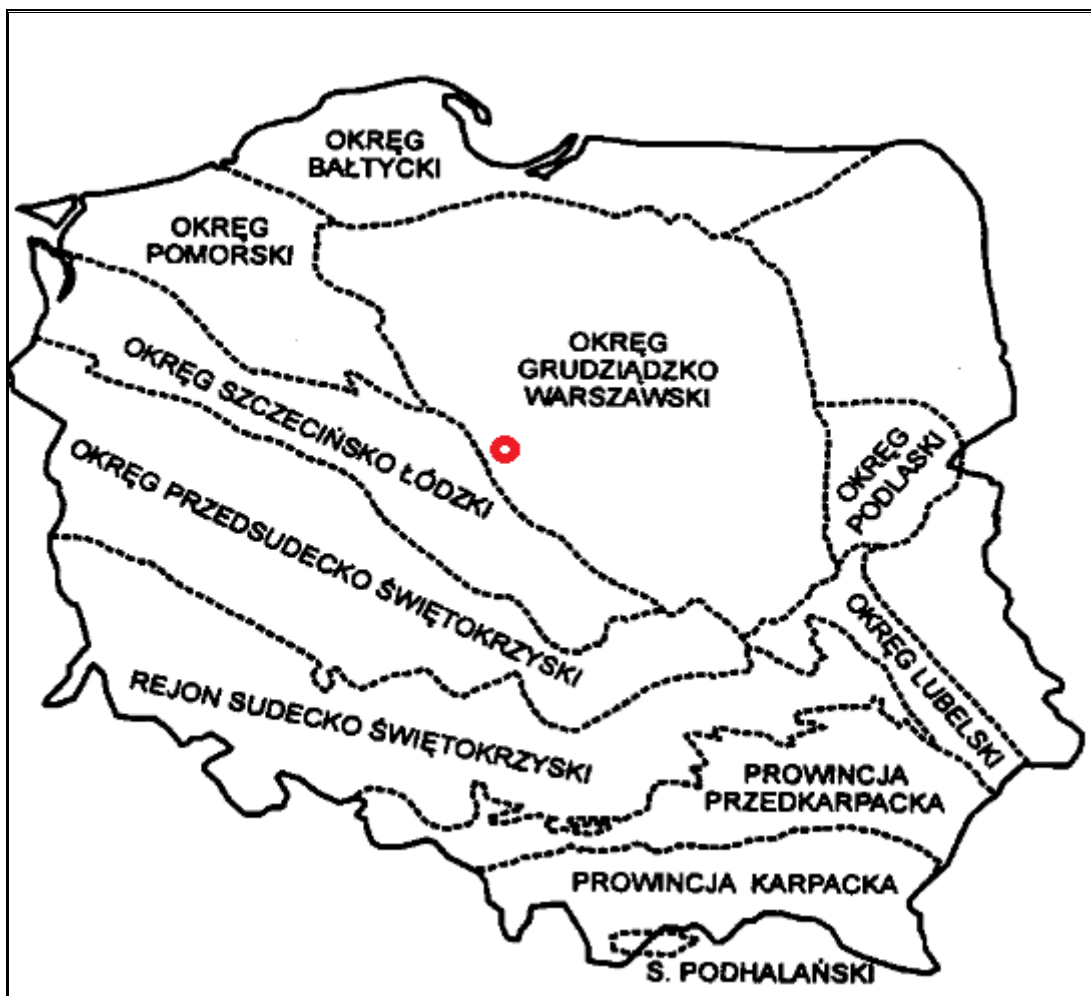 OKRĘG
BAŁTYCKI
OKRĘG
POMORSKI
OKRĘG
GRUDZIĄDZKO
WARSZAWSKI
OKRĘG SZCZECIŃSKO ŁÓDZKI
OKRĘG
PODLASKI
OKRĘG PRZEDSUDECKO ŚWIĘTOKRZYSKI
OKRĘG LUBELSKI
REJON SUDECKO ŚWIĘTOKRZYSKI
PROWINCJA
PRZEDKARPACKA
PROWINCJA KARPACKA
S. PODHALAŃSKI